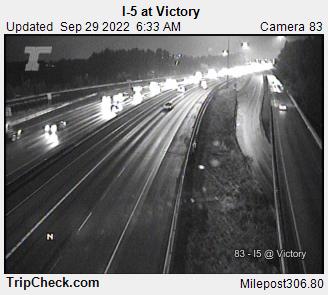 I-5 at Victory
Updated Sep 29 2022 6:33 AM Camera 83
T
N
83 - I5 @ Victory
TripCheck.com Milepost306.80